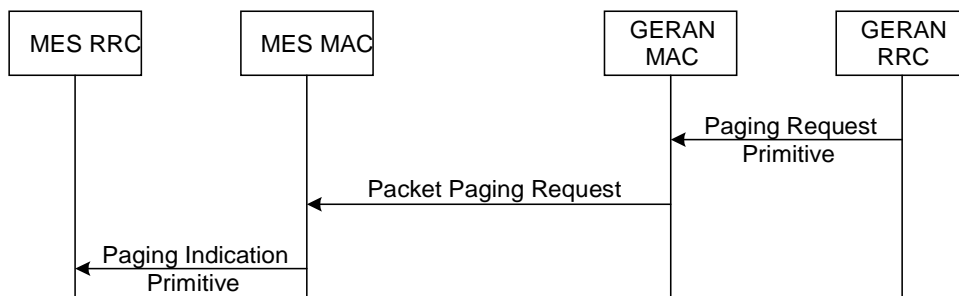 MES RRC
MES MAC
GERAN
MAC
GERAN
RRC
Paging Request
Primitive
Packet Paging Request
Paging Indication
Primitive